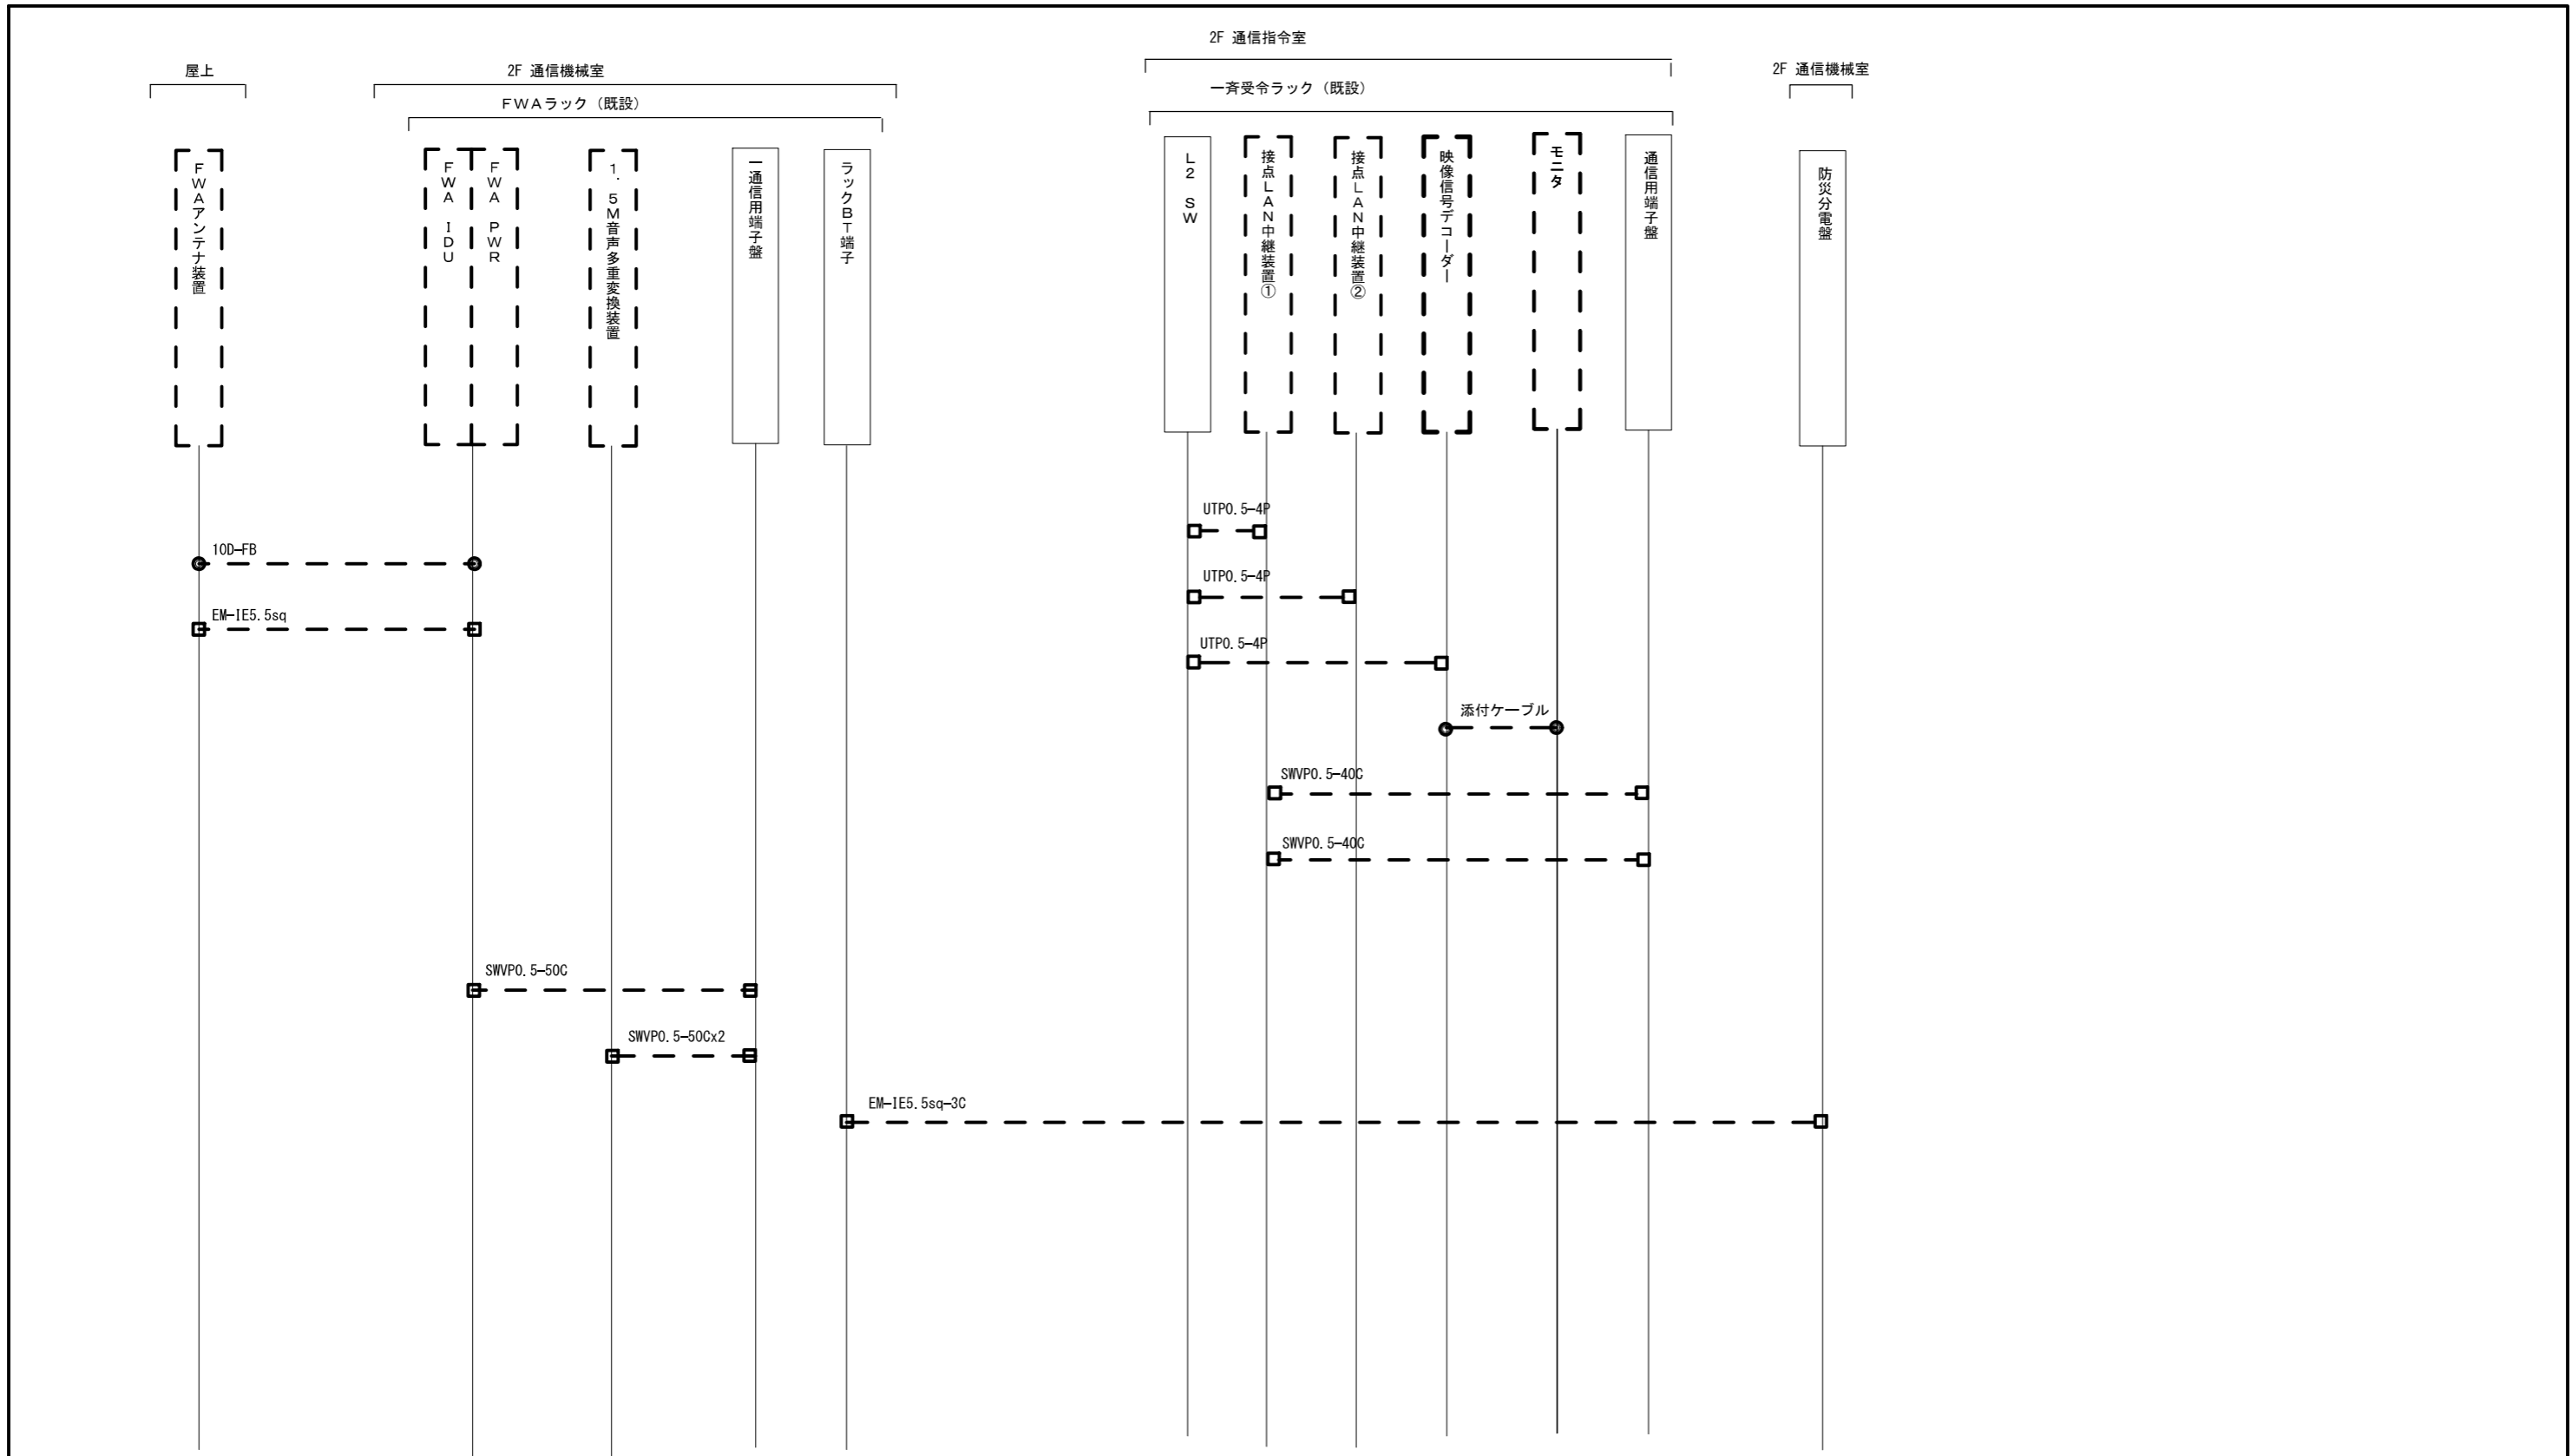 屋上
2F 通信機械室
FWAラック（既設）
2F 通信指令室
一斉受令ラック（既設）
2F 通信機械室
FWAアンテナ装置
FWA IDU
FWA PWR
1.5M音声多重変換装置
一通信用端子盤
ラックBT端子
L2 SW
接点LAN中継装置①
接点LAN中継装置②
映像信号デコーダー
モニタ
通信用端子盤
防災分電盤
UTP0.5-4P
10D-FB
UTP0.5-4P
EM-IE5.5sq
UTP0.5-4P
添付ケーブル
SWVP0.5-40C
SWVP0.5-40C
SWVP0.5-50C
SWVP0.5-50Cx2
EM-IE5.5sq-3C